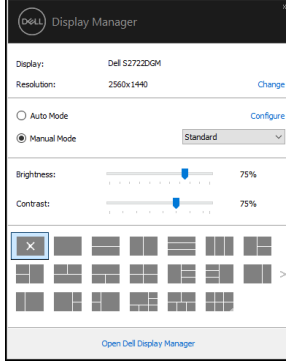 DELL Display Manager
Display: Dell S2722DGM
Resolution: 2560x1440 Change
Auto Mode Configure
Manual Mode Standard
Brightness: 75%
Contrast: 75%
Open Dell Display Manager